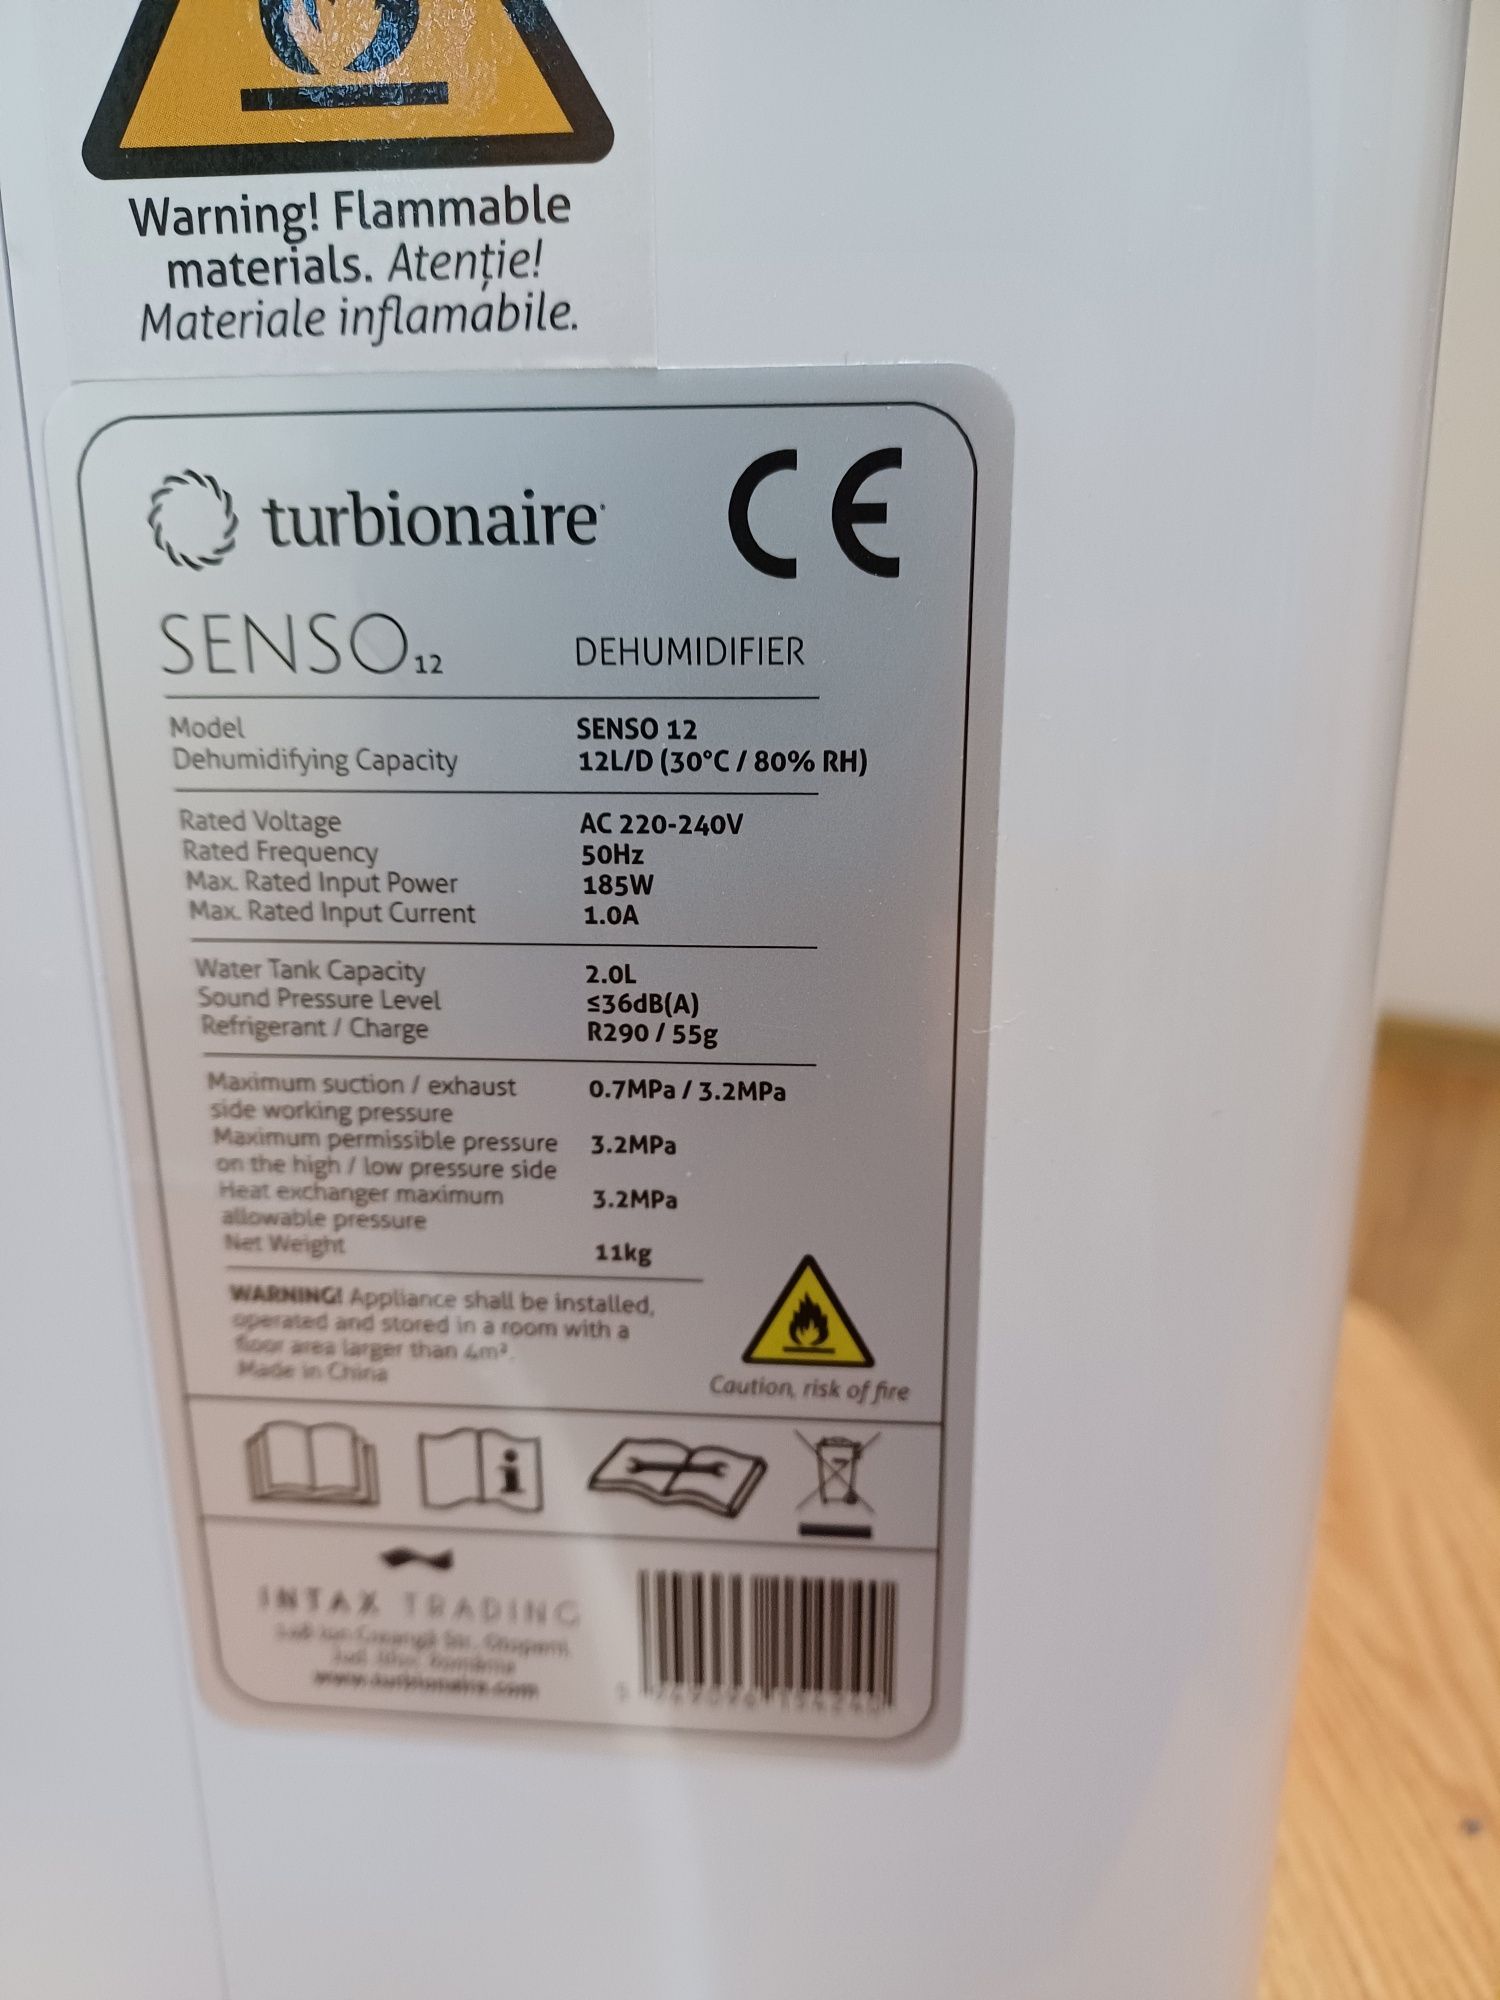 Warning! Flammable
materials. Atenție!
Materiale inflamabile.
turbionaire
CE
SENSO 12 DEHUMIDIFIER
Model SENSO 12
Dehumidifying Capacity 12L/D (30°C / 80% RH)
Rated Voltage AC 220-240V
Rated Frequency 50Hz
Max. Rated Input Power 185W
Max. Rated Input Current 1.0A
Water Tank Capacity 2.0L
Sound Pressure Level ≤36dB(A)
Refrigerant / Charge R290 / 55g
Maximum suction / exhaust 0.7MPa / 3.2MPa
side working pressure
Maximum permissible pressure 3.2MPa
on the high / low pressure side
Heat exchanger maximum 3.2MPa
allowable pressure
Net Weight 11kg
WARNING! Appliance shall be installed,
operated and stored in a room with a
floor area larger than 4m².
Made in China
Caution, risk of fire
INTAX TRADING
www.turbionaire.com